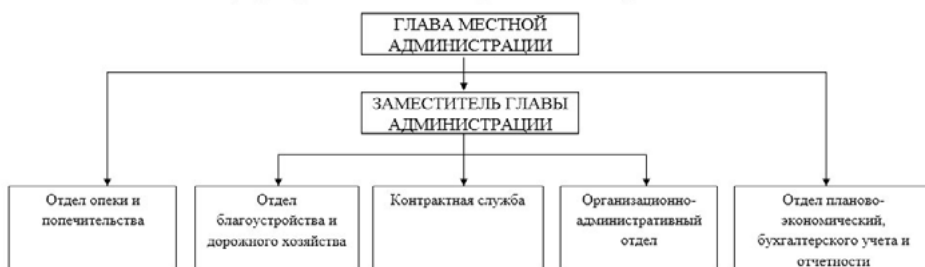 ГЛАВА МЕСТНОЙ
АДМИНИСТРАЦИИ
ЗАМЕСТИТЕЛЬ ГЛАВЫ
АДМИНИСТРАЦИИ
Отдел опеки и
попечительства
Отдел
благоустройства и
дорожного хозяйства
Контрактная служба
Организационно-
административный
отдел
Отдел планово-
экономический,
бухгалтерского учета и
отчетности